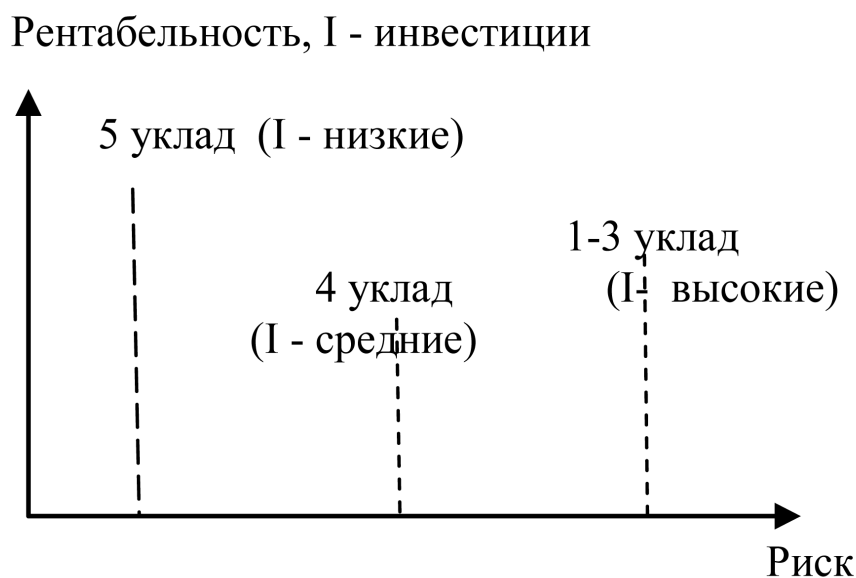 Рентабельность, I - инвестиции
5 уклад (I - низкие)
1-3 уклад
(I- высокие)
4 уклад
(I - средние)
Риск